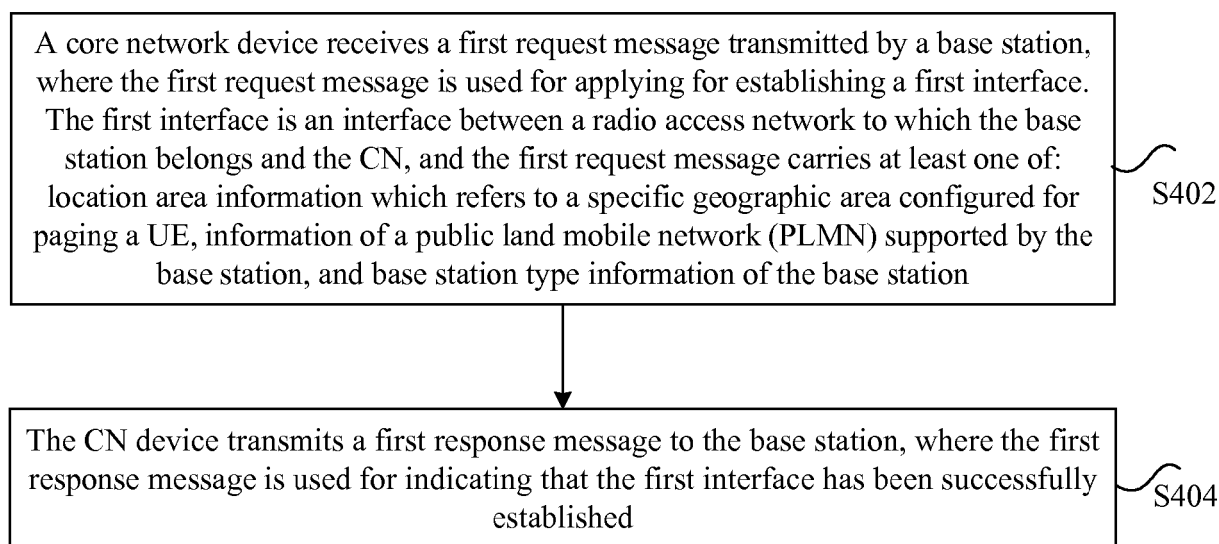 A core network device receives a first request message transmitted by a base station,
where the first request message is used for applying for establishing a first interface.
The first interface is an interface between a radio access network to which the base
station belongs and the CN, and the first request message carries at least one of:
location area information which refers to a specific geographic area configured for
paging a UE, information of a public land mobile network (PLMN) supported by the
base station, and base station type information of the base station
S402
The CN device transmits a first response message to the base station, where the first
response message is used for indicating that the first interface has been successfully
established
S404